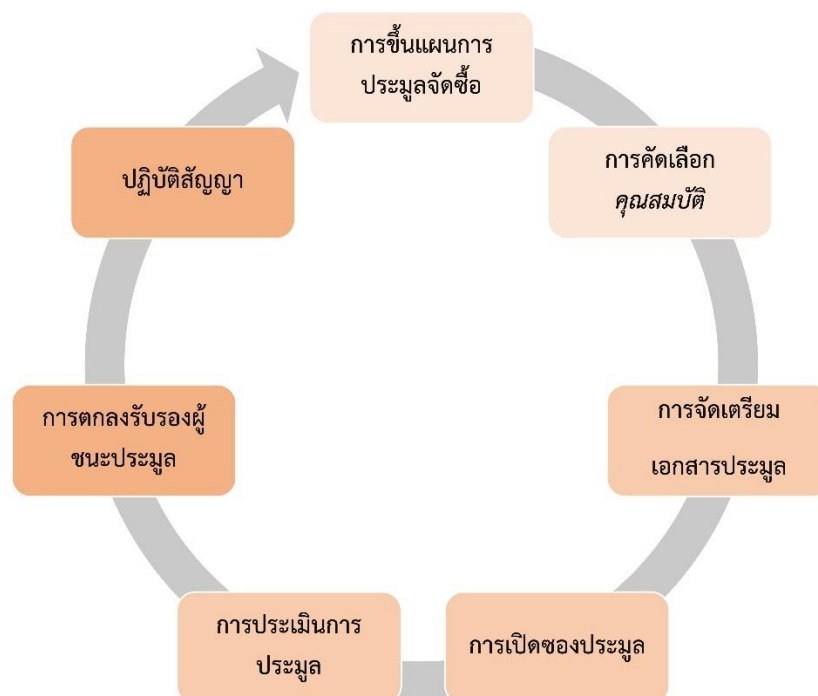 การขึ้นแผนการ
ประมูลจัดซื้อ
การคัดเลือก
คุณสมบัติ
การจัดเตรียม
เอกสารประมูล
การเปิดซองประมูล
การประเมินการ
ประมูล
การตกลงรับรองผู้
ชนะประมูล
ปฏิบัติสัญญา